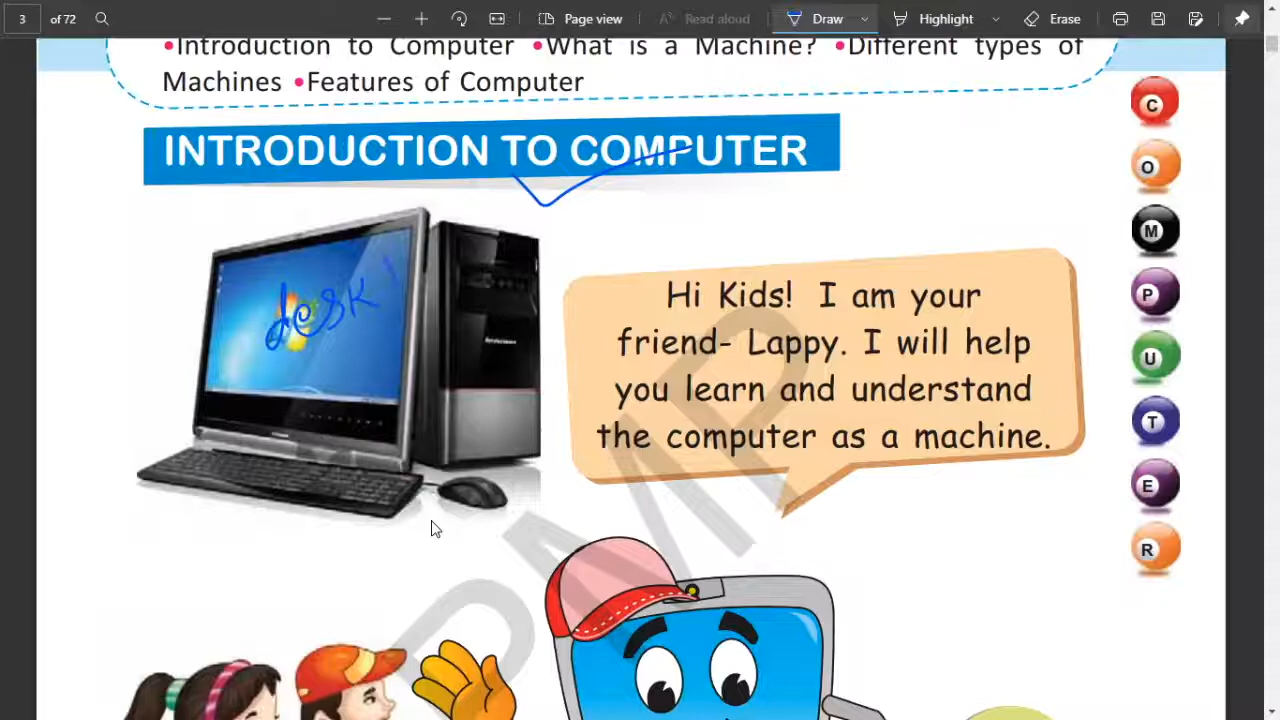 3 of 72 Page view Read aloud Draw Highlight Erase
•Introduction to Computer •What is a Machine? •Different types of
Machines •Features of Computer
INTRODUCTION TO COMPUTER
desk
Hi Kids! I am your
friend- Lappy. I will help
you learn and understand
the computer as a machine.
C
O
M
P
U
T
E
R
PMP